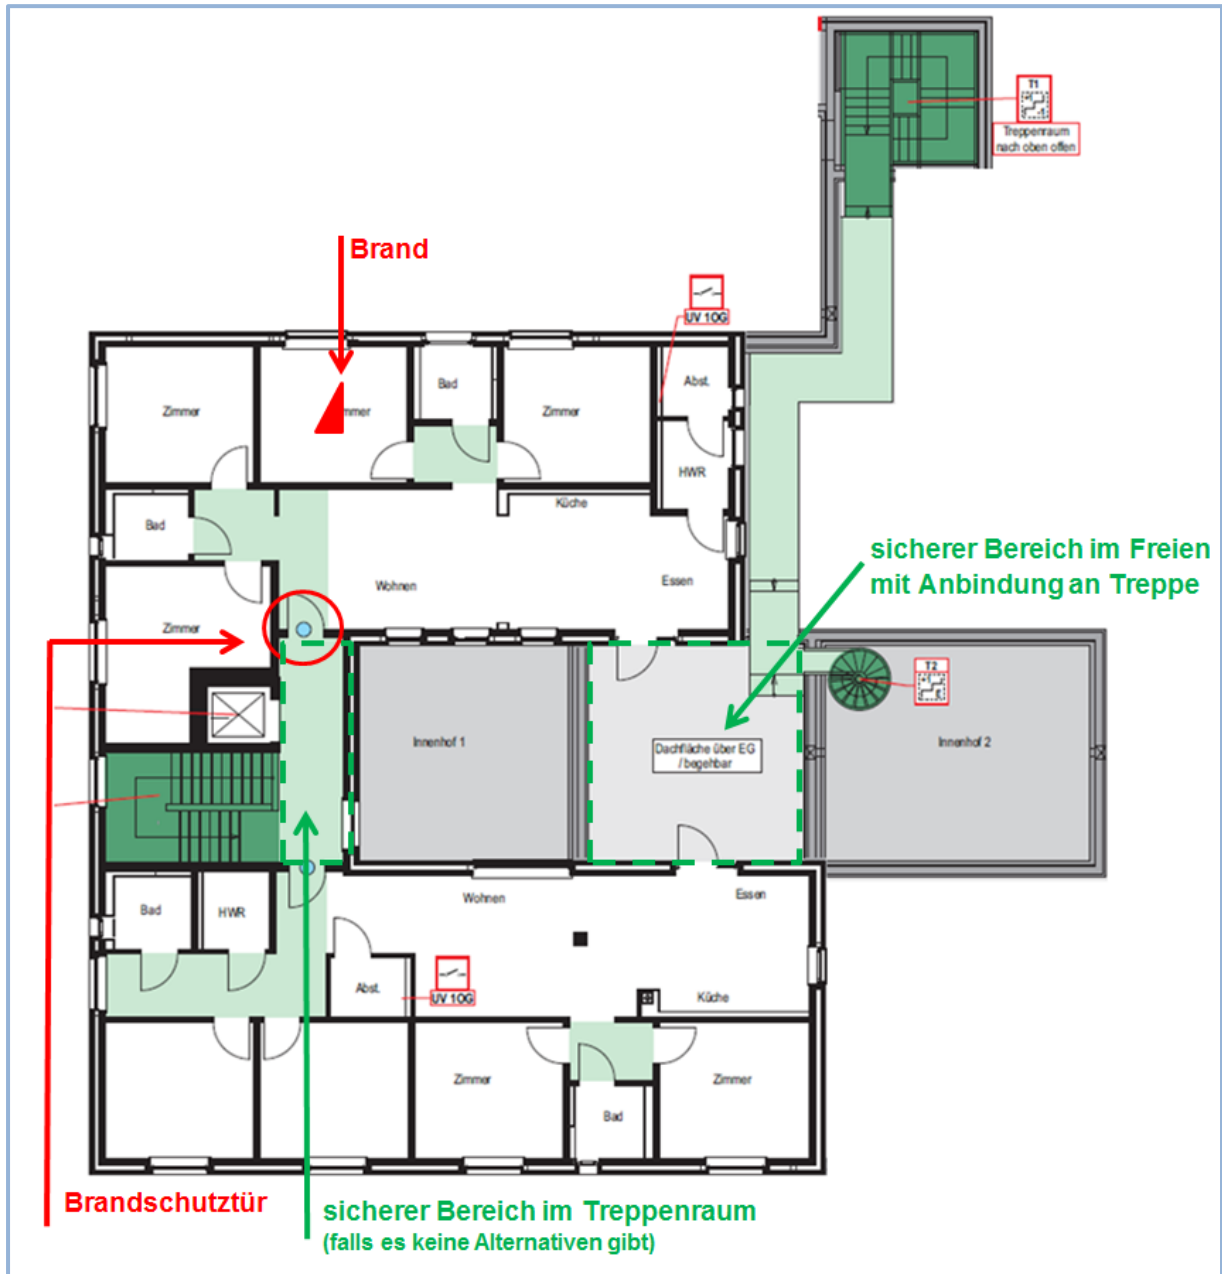 T1
Treppenraum
nach oben offen
Brand
UV 1OG
Bad
Abst.
Zimmer
mmer
Zimmer
HWR
Küche
Bad
sicherer Bereich im Freien
mit Anbindung an Treppe
Essen
Wohnen
Zimmer
T2
Innenhof 1
Innenhof 2
Dachfläche über EG
/ begehbar
Wohnen
Essen
Bad
HWR
Abst.
UV 1OG
Küche
Zimmer
Zimmer
Bad
Brandschutztür
sicherer Bereich im Treppenraum
(falls es keine Alternativen gibt)